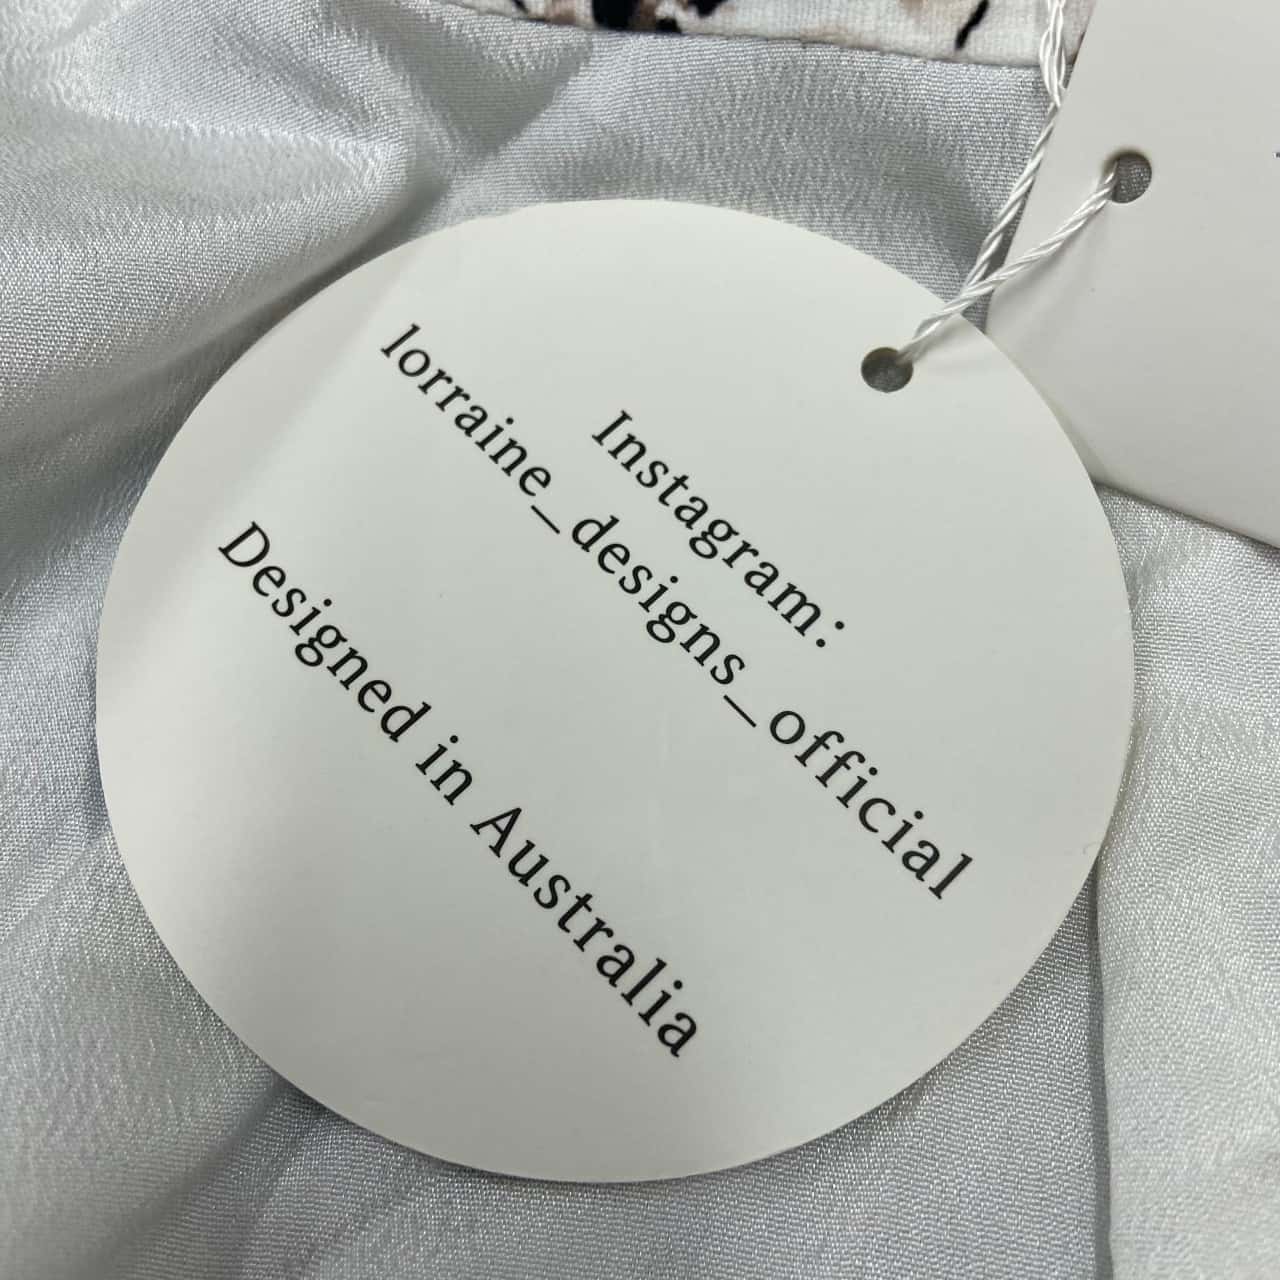 Instagram:
lorraine_designs_official
Designed in Australia